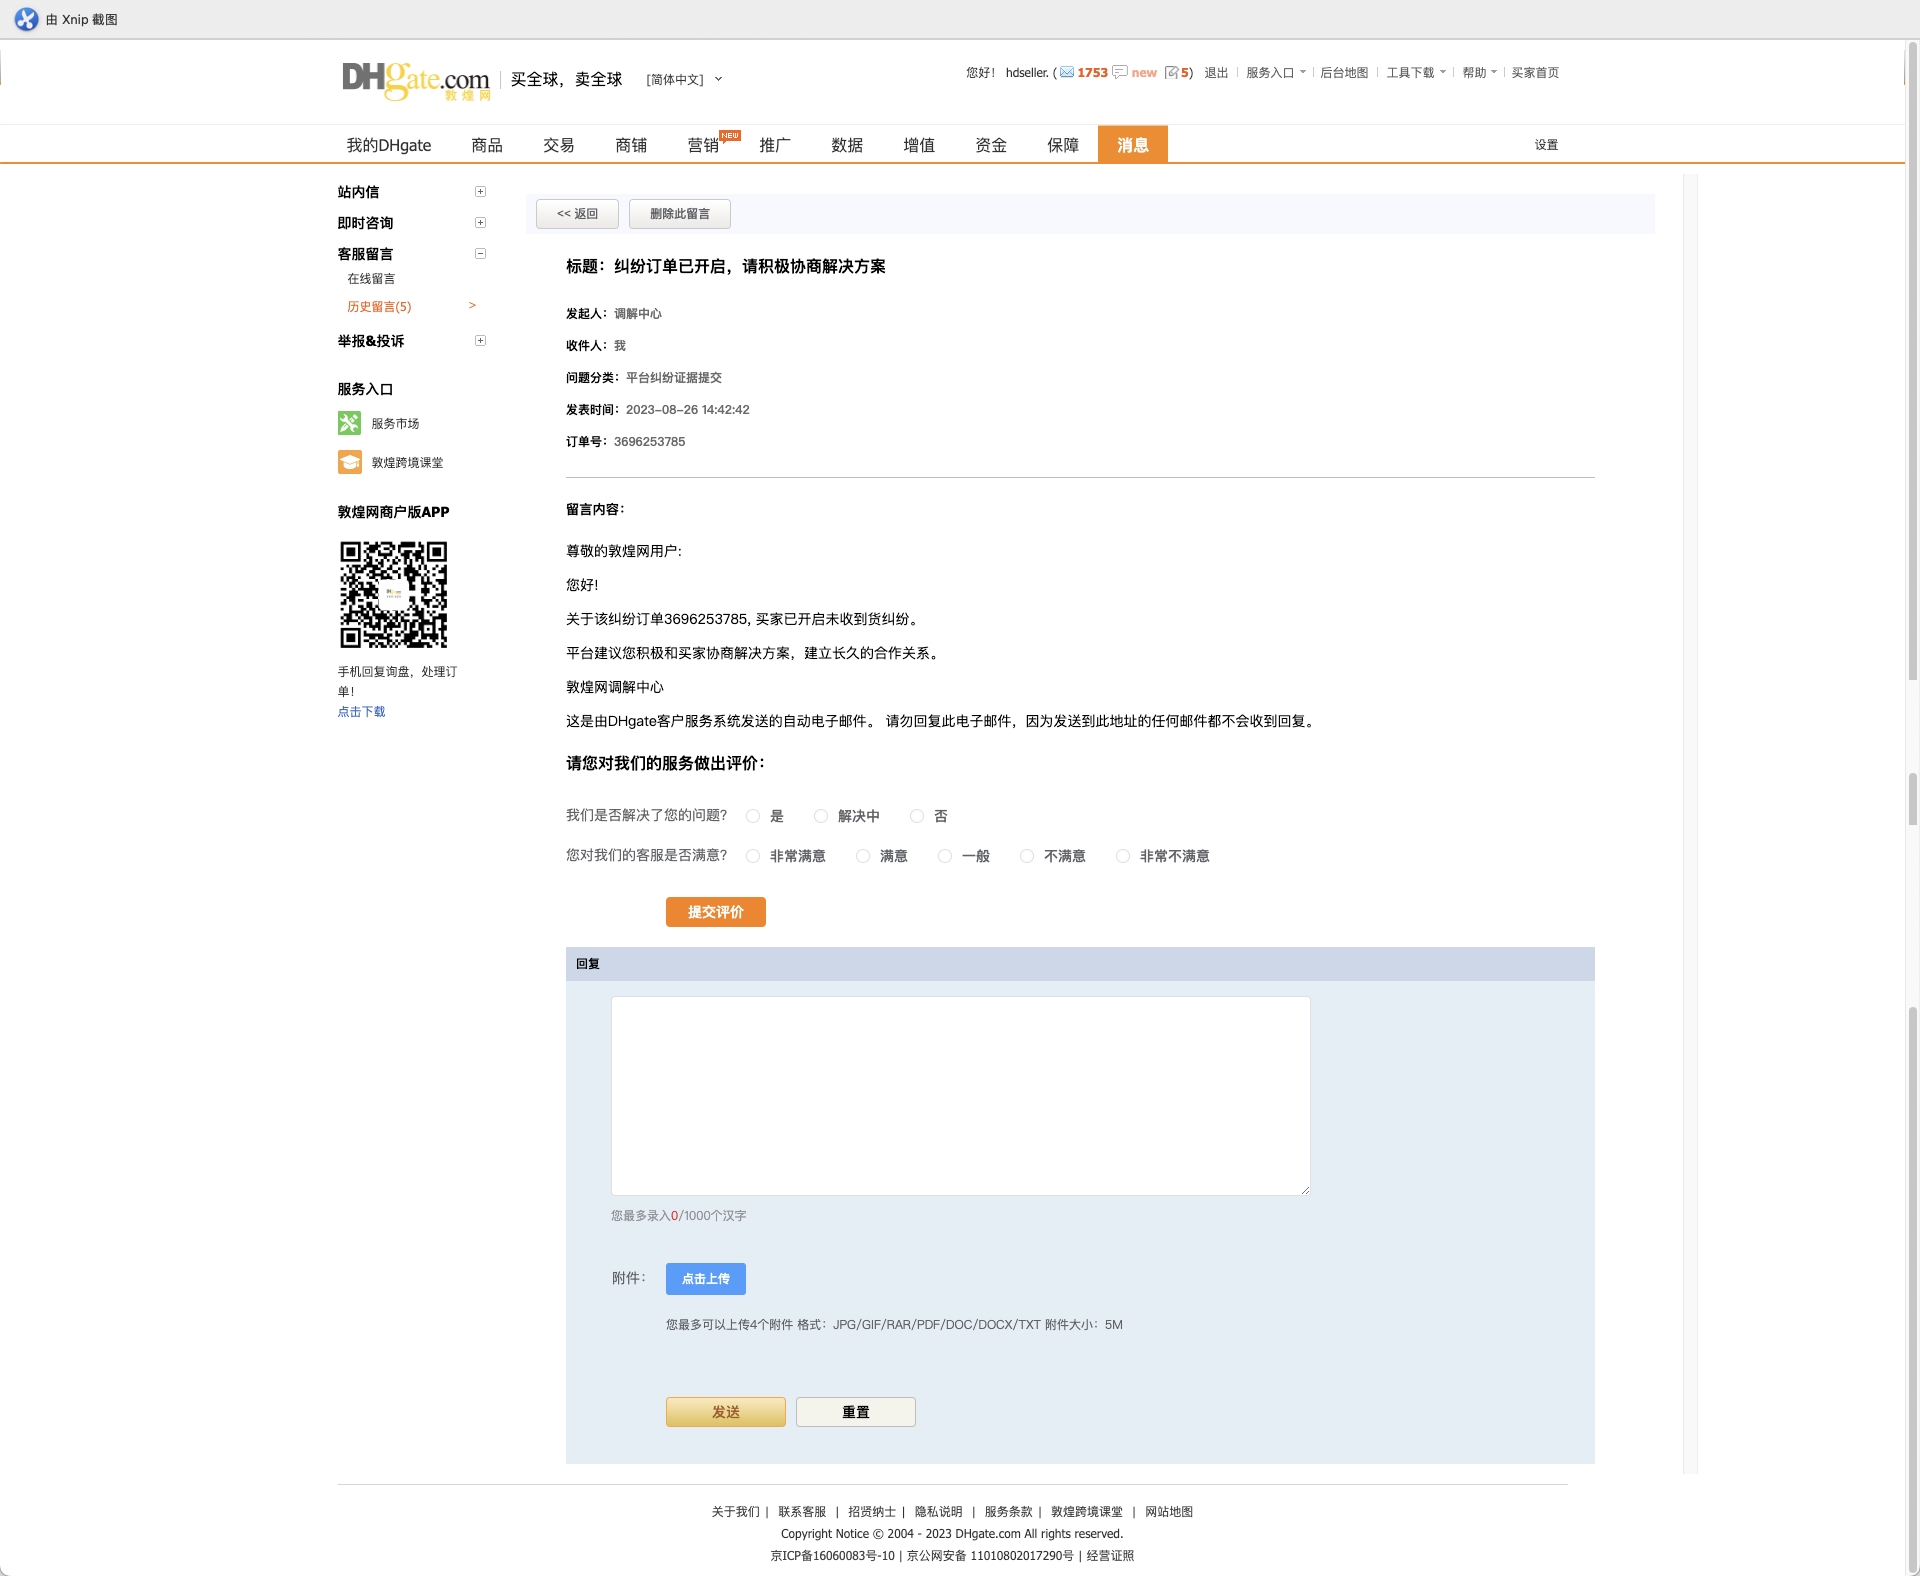 由 Xnip 截图
DHgate.com 敦煌网 买全球，卖全球 [简体中文]
您好！ hdseller. ( 1753 new 5) 退出 服务入口 后台地图 工具下载 帮助 买家首页
我的DHgate 商品 交易 商铺 营销 NEW 推广 数据 增值 资金 保障 消息 设置
站内信
即时咨询
客服留言
在线留言
历史留言(5) >
举报&投诉
服务入口
服务市场
敦煌跨境课堂
敦煌网商户版APP
手机回复询盘，处理订
单！
点击下载
<< 返回 删除此留言
标题：纠纷订单已开启，请积极协商解决方案
发起人：调解中心
收件人：我
问题分类：平台纠纷证据提交
发表时间：2023-08-26 14:42:42
订单号：3696253785
留言内容：
尊敬的敦煌网用户:
您好!
关于该纠纷订单3696253785, 买家已开启未收到货纠纷。
平台建议您积极和买家协商解决方案，建立长久的合作关系。
敦煌网调解中心
这是由DHgate客户服务系统发送的自动电子邮件。 请勿回复此电子邮件，因为发送到此地址的任何邮件都不会收到回复。
请您对我们的服务做出评价：
我们是否解决了您的问题？ 是 解决中 否
您对我们的客服是否满意？ 非常满意 满意 一般 不满意 非常不满意
提交评价
回复
您最多录入0/1000个汉字
附件： 点击上传
您最多可以上传4个附件 格式：JPG/GIF/RAR/PDF/DOC/DOCX/TXT 附件大小：5M
发送 重置
关于我们 | 联系客服 | 招贤纳士 | 隐私说明 | 服务条款 | 敦煌跨境课堂 | 网站地图
Copyright Notice © 2004 - 2023 DHgate.com All rights reserved.
京ICP备16060083号-10 | 京公网安备 11010802017290号 | 经营证照